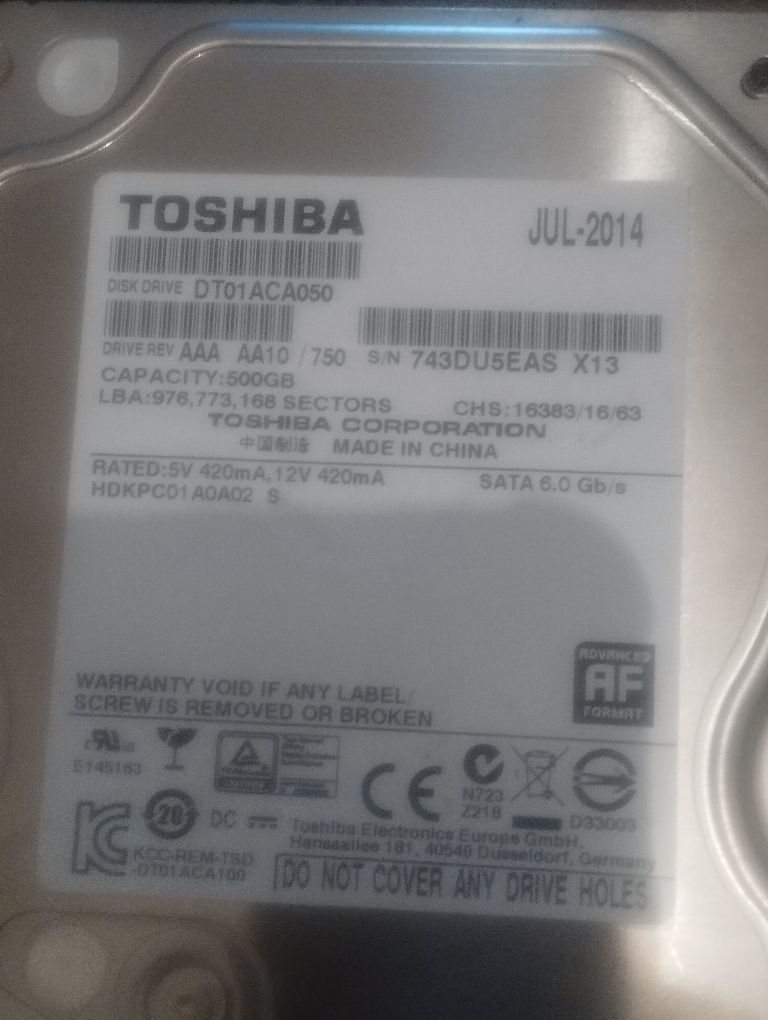 TOSHIBA
JUL-2014
DISK DRIVE DT01ACA050
DRIVE REV AAA AA10 / 750 S/N 743DU5EAS X13
CAPACITY:500GB
LBA:976,773,168 SECTORS CHS:16383/16/63
TOSHIBA CORPORATION
中国制造 MADE IN CHINA
RATED:5V 420mA,12V 420mA SATA 6.0 Gb/s
HDKPC01A0A02 S
ADVANCED
AF
FORMAT
WARRANTY VOID IF ANY LABEL/
SCREW IS REMOVED OR BROKEN
E145163
CE
N723
Z218
D33003
20
DC
Toshiba Electronics Europe GmbH,
Hansaallee 181, 40549 Dusseldorf, Germany
KCC-REM-TSD
-DT01ACA100
DO NOT COVER ANY DRIVE HOLES